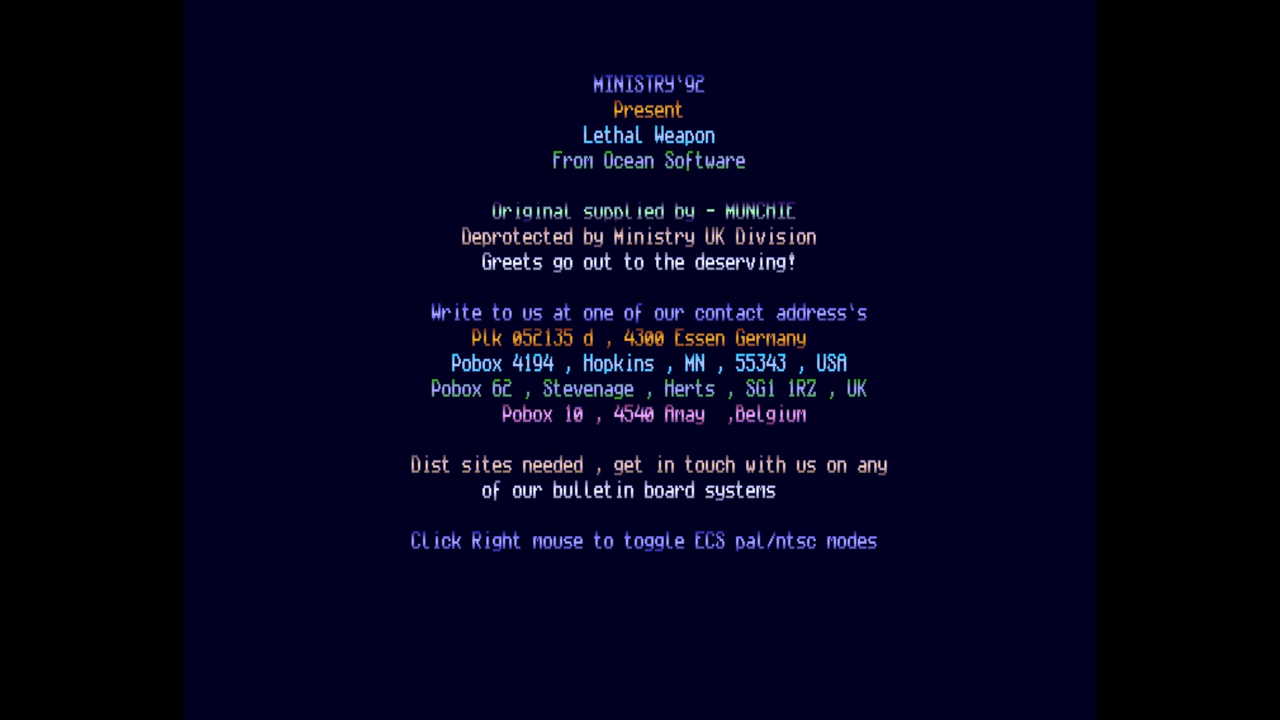 MINISTRY'92
Present
Lethal Weapon
From Ocean Software
Original supplied by - MUNCHIE
Deprotected by Ministry UK Division
Greets go out to the deserving!
Write to us at one of our contact address's
Plk 052135 d , 4300 Essen Germany
Pobox 4194 , Hopkins , MN , 55343 , USA
Pobox 62 , Stevenage , Herts , SG1 1RZ , UK
Pobox 10 , 4540 Amay  ,Belgium
Dist sites needed , get in touch with us on any
of our bulletin board systems
Click Right mouse to toggle ECS pal/ntsc modes